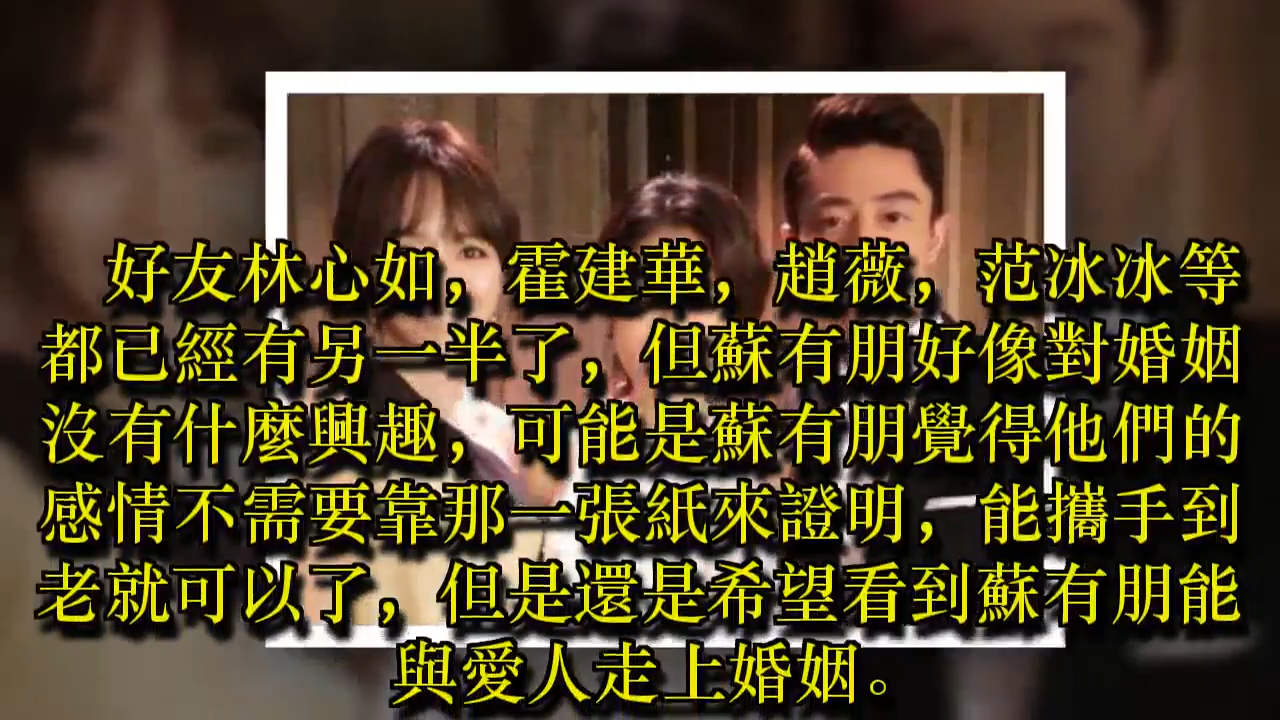 好友林心如，霍建華，趙薇，范冰冰等
都已經有另一半了，但蘇有朋好像對婚姻
沒有什麼興趣，可能是蘇有朋覺得他們的
感情不需要靠那一張紙來證明，能攜手到
老就可以了，但是還是希望看到蘇有朋能
與愛人走上婚姻。